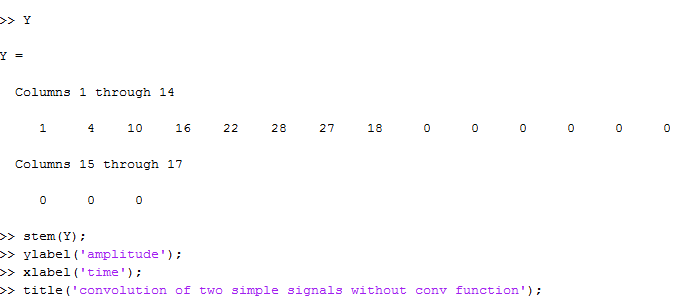 >> Y
Y =
Columns 1 through 14
1 4 10 16 22 28 27 18 0 0 0 0 0 0
Columns 15 through 17
0 0 0
>> stem(Y);
>> ylabel('amplitude');
>> xlabel('time');
>> title('convolution of two simple signals without conv function');